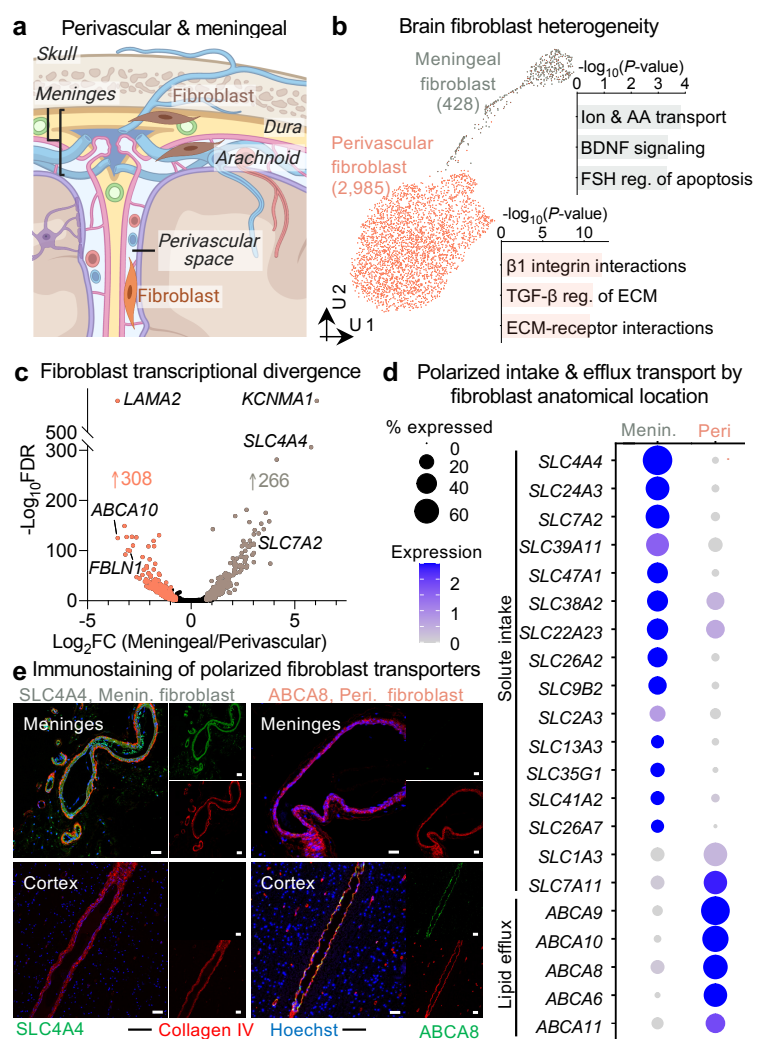 a Perivascular & meningeal
Skull
Meninges
Fibroblast
Dura
Arachnoid
Perivascular
space
Fibroblast
b Brain fibroblast heterogeneity
Meningeal
fibroblast
(428)
Perivascular
fibroblast
(2,985)
U 2
U 1
-log10(P-value)
0 1 2 3 4
Ion & AA transport
BDNF signaling
FSH reg. of apoptosis
-log10(P-value)
0 5 10
β1 integrin interactions
TGF-β reg. of ECM
ECM-receptor interactions
c Fibroblast transcriptional divergence
LAMA2
KCNMA1
SLC4A4
↑308
↑266
ABCA10
FBLN1
SLC7A2
-Log10FDR
500
300
200
100
0
-5 0 5
Log2FC (Meningeal/Perivascular)
d Polarized intake & efflux transport by
fibroblast anatomical location
Menin. Peri
% expressed
0
20
40
60
Expression
2
1
0
Solute intake
SLC4A4
SLC24A3
SLC7A2
SLC39A11
SLC47A1
SLC38A2
SLC22A23
SLC26A2
SLC9B2
SLC2A3
SLC13A3
SLC35G1
SLC41A2
SLC26A7
SLC1A3
SLC7A11
Lipid efflux
ABCA9
ABCA10
ABCA8
ABCA6
ABCA11
e Immunostaining of polarized fibroblast transporters
SLC4A4, Menin. fibroblast
ABCA8, Peri. fibroblast
Meninges
Meninges
Cortex
Cortex
SLC4A4 — Collagen IV Hoechst — ABCA8